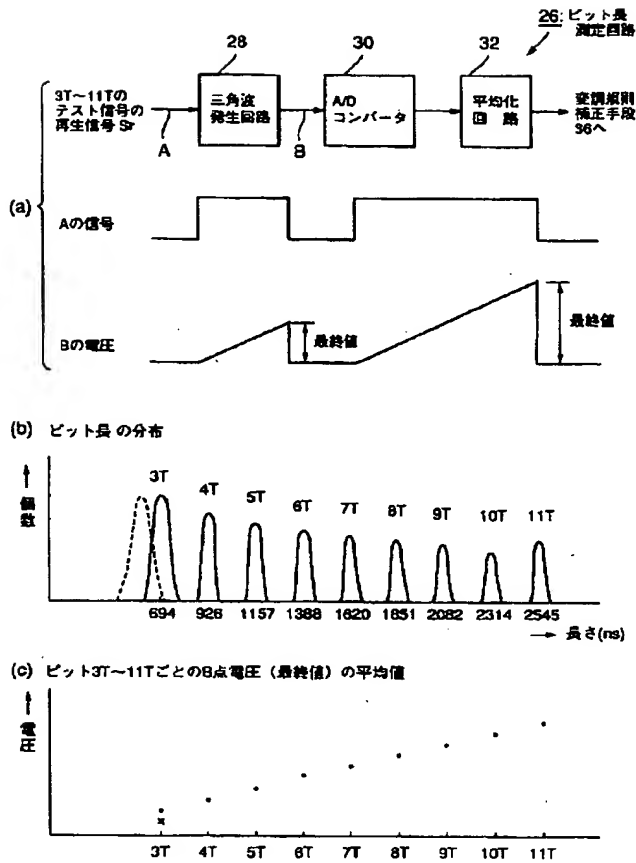 26:ピット長
測定回路
28
30
32
3T〜11Tの
テスト信号の
再生信号 Sr
三角波
発生回路
A/D
コンバータ
平均化
回 路
変調規則
補正手段
36へ
A
B
(a)
Aの信号
Bの電圧
最終値
最終値
(b) ピット長 の分布
個数
3T
4T
5T
6T
7T
8T
9T
10T
11T
694
926
1157
1388
1620
1851
2082
2314
2545
長さ(ns)
(c) ピット3T〜11TごとのB点電圧(最終値)の平均値
電圧
3T
4T
5T
6T
7T
8T
9T
10T
11T